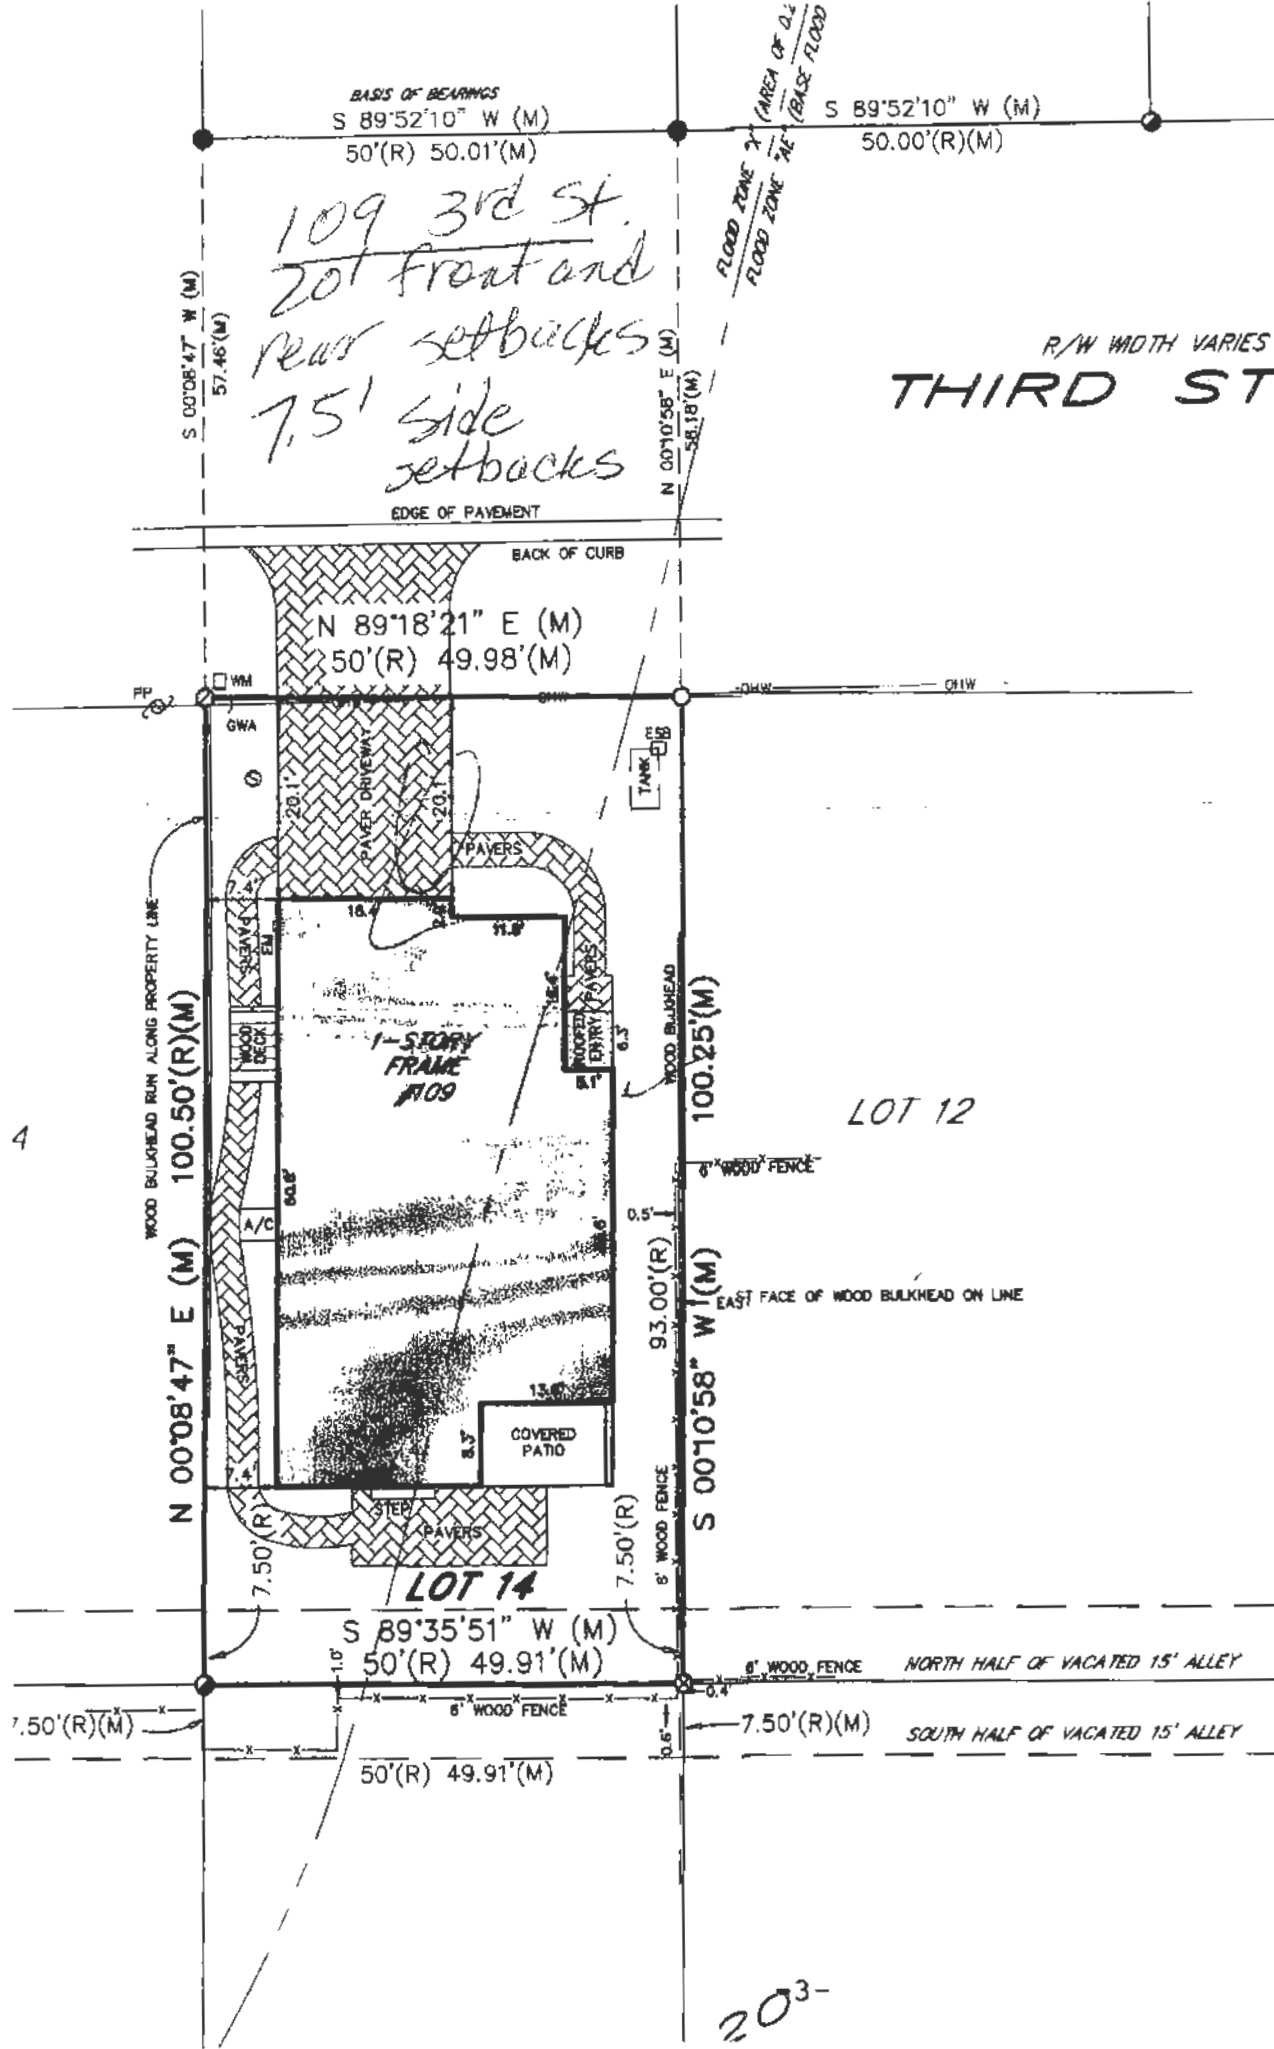 BASIS OF BEARINGS
S 89°52'10" W (M)
50'(R) 50.01'(M)
S 89°52'10" W (M)
50.00'(R)(M)
FLOOD ZONE "X" (AREA OF
FLOOD ZONE "AE" (BASE FLOOD
109 3rd St.
20' front and
rear setbacks
7.5' side
setbacks
S 00°08'47" W (M)
57.46'(M)
N 00°10'58" E (M)
58.18'(M)
R/W WIDTH VARIES
THIRD ST
EDGE OF PAVEMENT
BACK OF CURB
N 89°18'21" E (M)
50'(R) 49.98'(M)
PP
WM
GWA
OHW
OHW
OHW
ESB
TANK
S
20.1'
PAVER DRIVEWAY
20.1'
PAVERS
7.4'
PAVERS
EM
16.4'
11.8'
PAVERS
WOOD BULKHEAD RUN ALONG PROPERTY LINE
WOOD DECK
1-STORY
FRAME
#109
ROOFED
ENTRY
6.3'
5.1'
WOOD BULKHEAD
100.25'(M)
N 00°08'47" E (M) 100.50'(R)(M)
4
LOT 12
6' WOOD FENCE
0.5'
A/C
93.00'(R)
S 00°10'58" W (M)
EAST FACE OF WOOD BULKHEAD ON LINE
PAVERS
8.3'
COVERED
PATIO
7.4'
STEP
PAVERS
7.50'(R)
7.50'(R)
6' WOOD FENCE
LOT 14
S 89°35'51" W (M)
50'(R) 49.91'(M)
1.0'
6' WOOD FENCE
NORTH HALF OF VACATED 15' ALLEY
0.4'
7.50'(R)(M)
6' WOOD FENCE
0.6'
7.50'(R)(M)
SOUTH HALF OF VACATED 15' ALLEY
50'(R) 49.91'(M)
203-